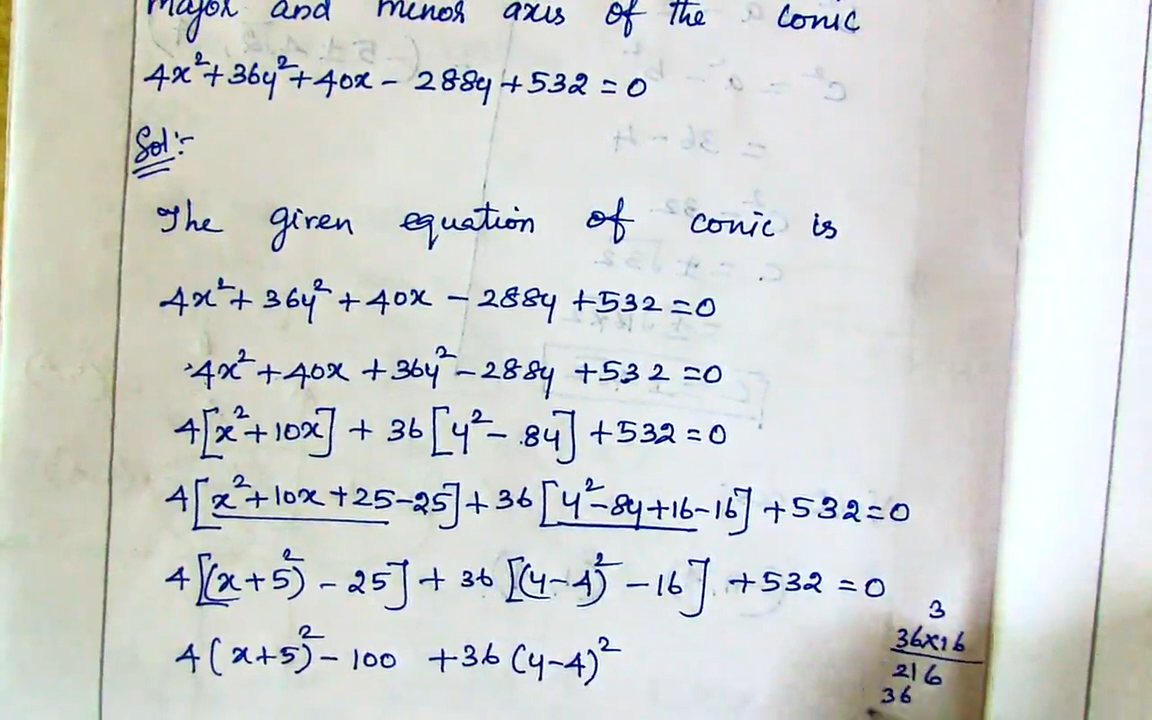 major and minor axis of the conic
4x²+36y²+40x-288y+532=0
Sol:-
The given equation of conic is
4x²+36y²+40x-288y+532=0
4x²+40x+36y²-288y+532=0
4[x²+10x]+36[y²-8y]+532=0
4[x²+10x+25-25]+36[y²-8y+16-16]+532=0
4[(x+5)²-25]+36[(y-4)²-16]+532=0
4(x+5)²-100+36(y-4)²
3
36×16
216
36